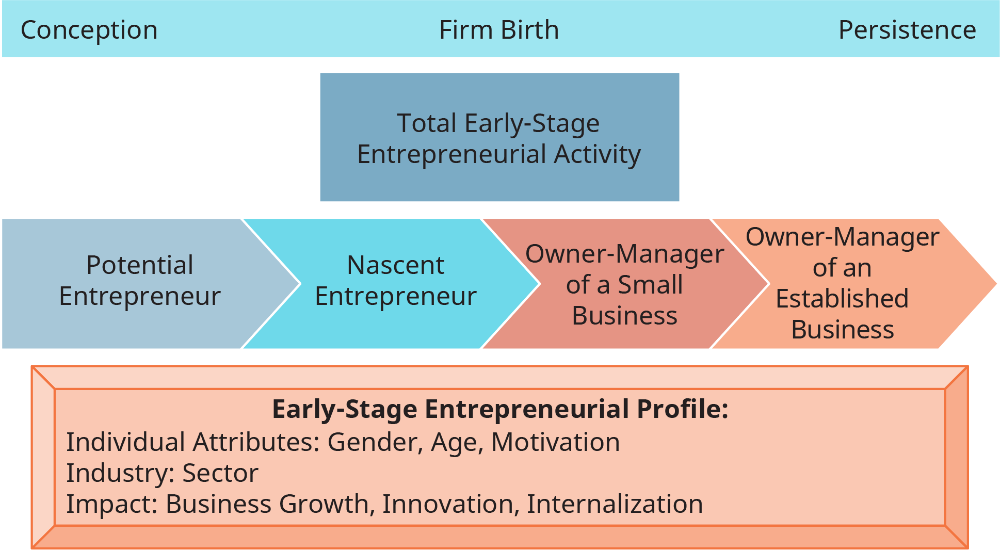 Conception Firm Birth Persistence
Total Early-Stage
Entrepreneurial Activity
Potential
Entrepreneur
Nascent
Entrepreneur
Owner-Manager
of a Small
Business
Owner-Manager
of an
Established
Business
Early-Stage Entrepreneurial Profile:
Individual Attributes: Gender, Age, Motivation
Industry: Sector
Impact: Business Growth, Innovation, Internalization